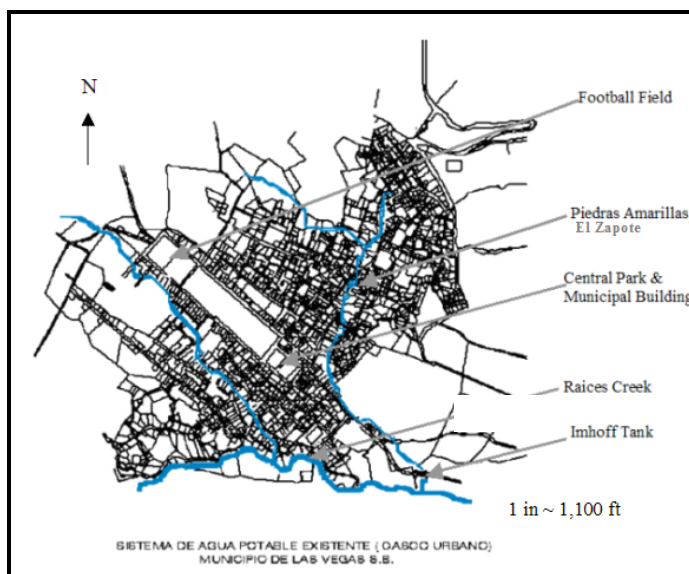 N
Football Field
Piedras Amarillas
El Zapote
Central Park &
Municipal Building
Raices Creek
Imhoff Tank
1 in ~ 1,100 ft
SISTEMA DE AGUA POTABLE EXISTENTE (GASCO URBANO)
MUNICIPIO DE LAS VEGAS S.B.